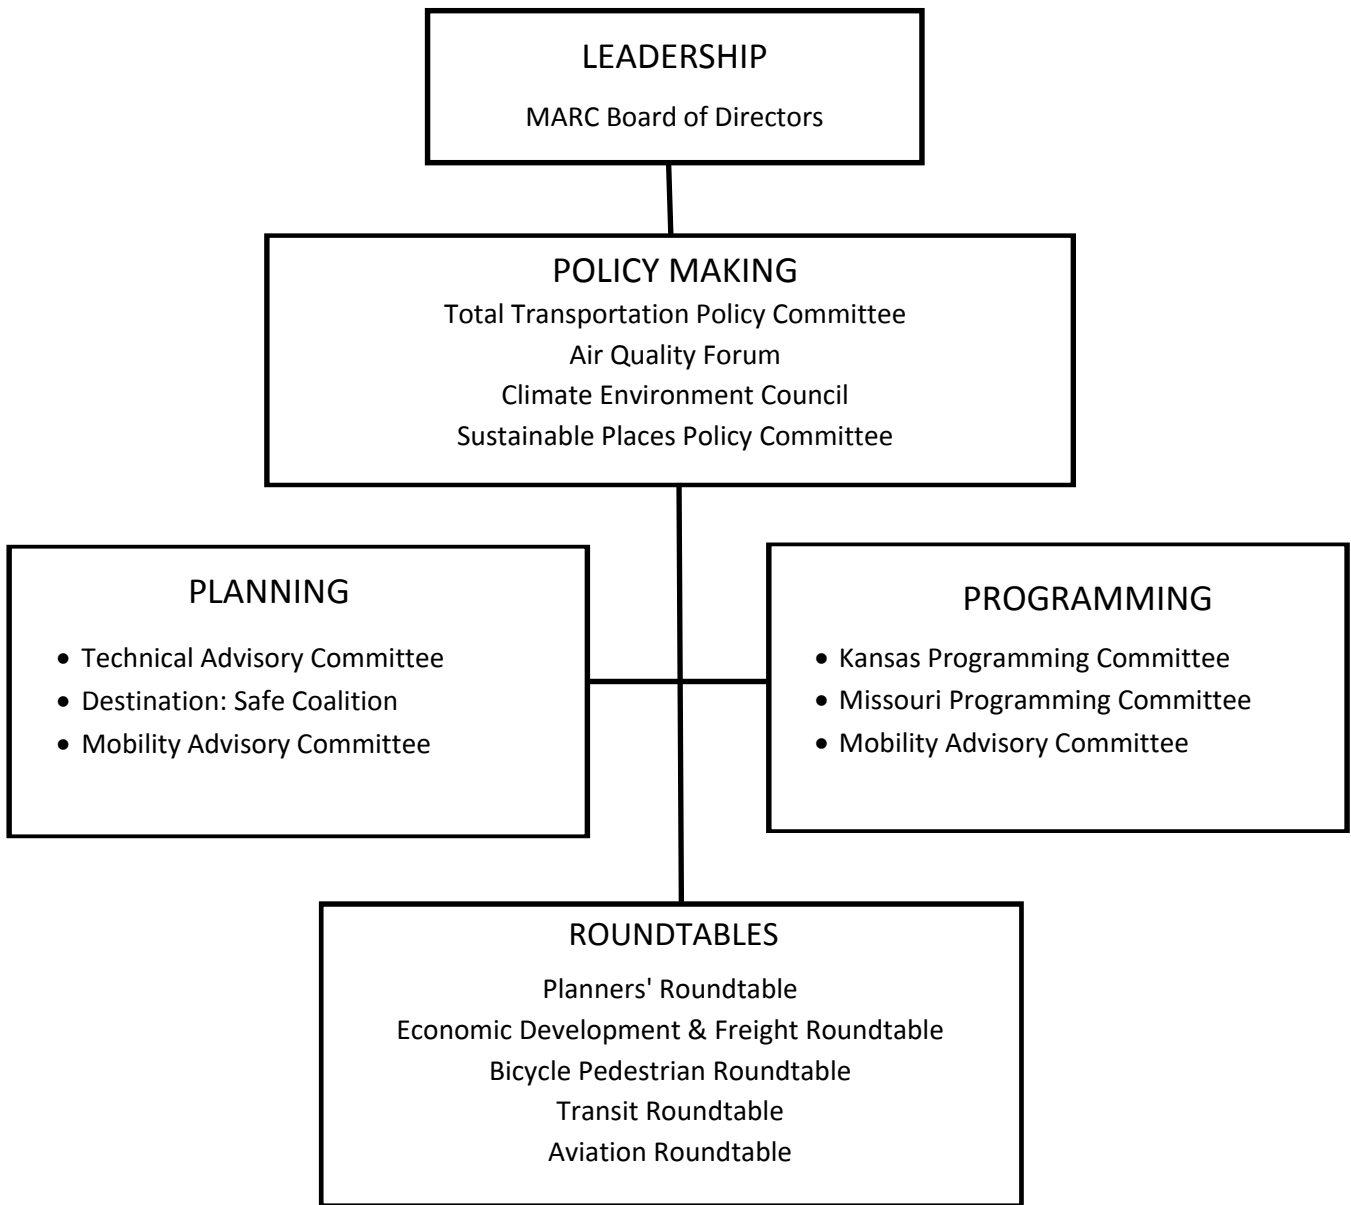 LEADERSHIP
MARC Board of Directors
POLICY MAKING
Total Transportation Policy Committee
Air Quality Forum
Climate Environment Council
Sustainable Places Policy Committee
PLANNING
• Technical Advisory Committee
• Destination: Safe Coalition
• Mobility Advisory Committee
PROGRAMMING
• Kansas Programming Committee
• Missouri Programming Committee
• Mobility Advisory Committee
ROUNDTABLES
Planners' Roundtable
Economic Development & Freight Roundtable
Bicycle Pedestrian Roundtable
Transit Roundtable
Aviation Roundtable